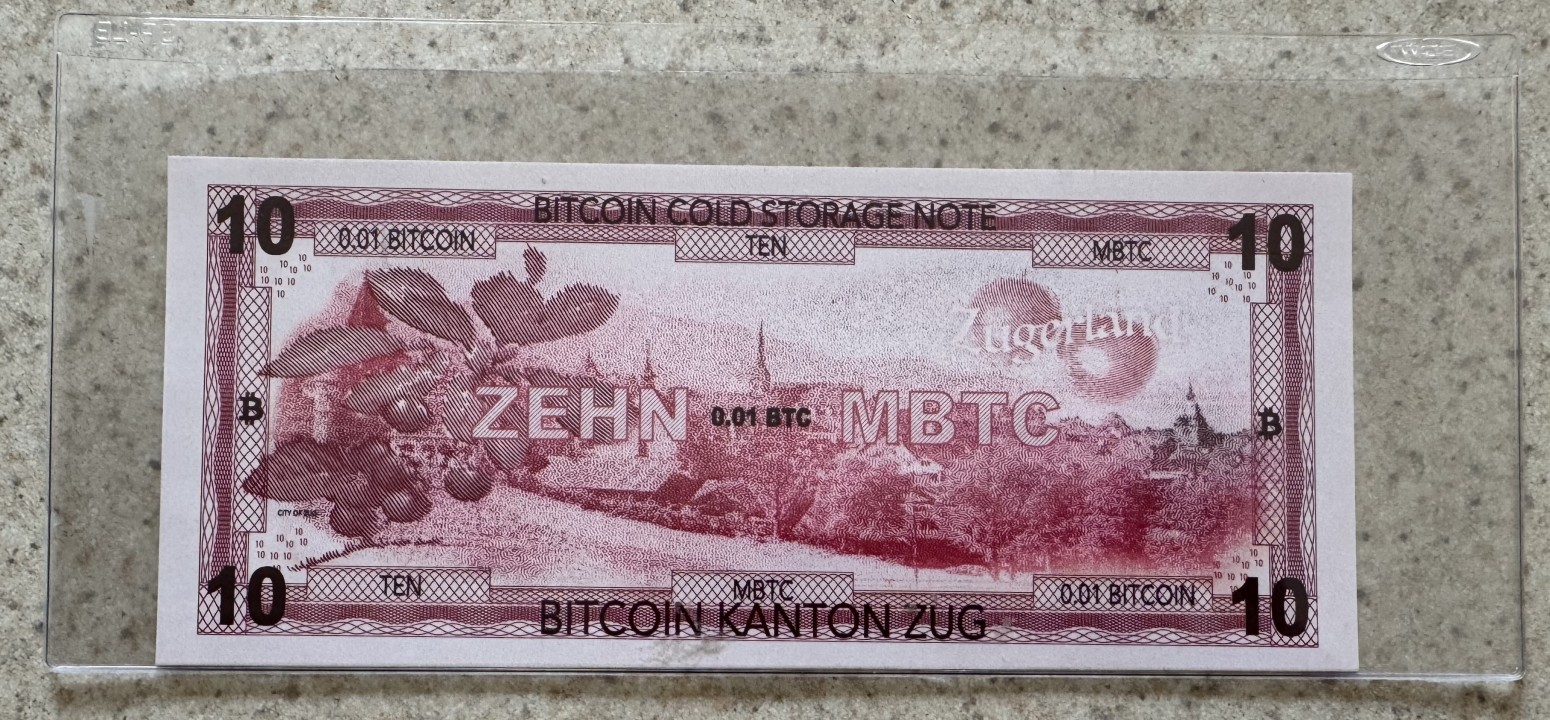 BITCOIN COLD STORAGE NOTE
10
10
0.01 BITCOIN
TEN
MBTC
Zugerland
ZEHN 0.01 BTC MBTC
₿
₿
CITY OF ZUG
TEN
MBTC
0.01 BITCOIN
10
10
BITCOIN KANTON ZUG